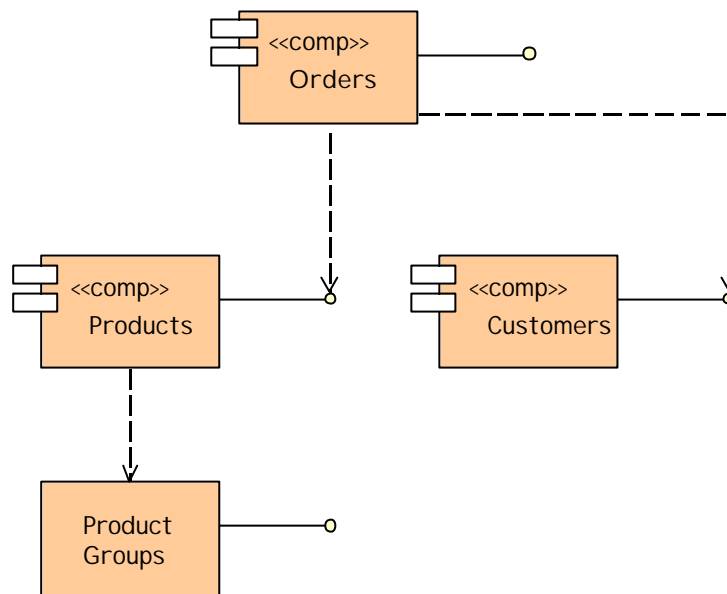 <<comp>>
Orders
<<comp>>
Products
<<comp>>
Customers
Product
Groups